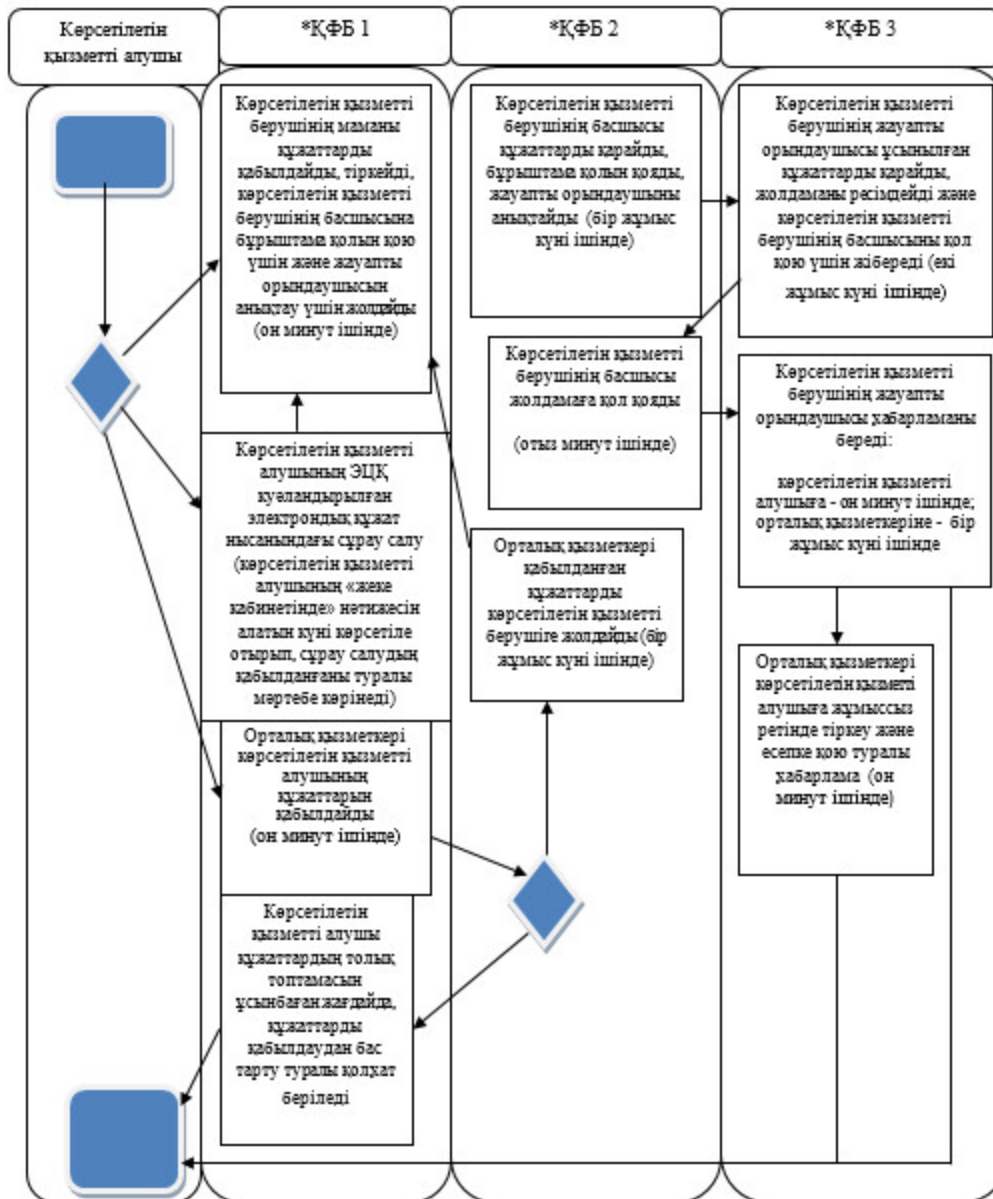 Көрсетілетін
қызметті алушы
*ҚФБ 1
*ҚФБ 2
*ҚФБ 3
Көрсетілетін қызметті
берушінің маманы
құжаттарды
қабылдайды, тіркейді,
көрсетілетін қызметті
берушінің басшысына
бұрыштама қолын қою
үшін және жауапты
орындаушысын
анықтау үшін жолдайды
(он минут ішінде)
Көрсетілетін қызметті
алушының ЭЦҚ
куәландырылған
электрондық құжат
нысанындағы сұрау салу
(көрсетілетін қызметті
алушының «жеке
кабинетінде» нәтижесін
алатын күні көрсетіле
отырып, сұрау салудың
қабылданғаны туралы
мәртебе көрінеді)
Орталық қызметкері
көрсетілетін қызметті
алушының
құжаттарын
қабылдайды
(он минут ішінде)
Көрсетілетін
қызметті алушы
құжаттардың толық
топтамасын
ұсынбаған жағдайда,
құжаттарды
қабылдаудан бас
тарту туралы қолхат
беріледі
Көрсетілетін қызметті
берушінің басшысы
құжаттарды қарайды,
бұрыштама қолын қояды,
жауапты орындаушыны
анықтайды (бір жұмыс
күні ішінде)
Көрсетілетін қызметті
берушінің басшысы
жолдамаға қол қояды
(отыз минут ішінде)
Орталық қызметкері
қабылданған
құжаттарды
көрсетілетін қызметті
берушіге жолдайды (бір
жұмыс күні ішінде)
Көрсетілетін қызметті
берушінің жауапты
орындаушысы ұсынылған
құжаттарды қарайды,
жолдаманы ресімдейді және
көрсетілетін қызметті
берушінің басшысыны қол
қою үшін жібереді (екі
жұмыс күні ішінде)
Көрсетілетін қызметті
берушінің жауапты
орындаушысы хабарламаны
береді:
көрсетілетін қызметті
алушыға - он минут ішінде;
орталық қызметкеріне - бір
жұмыс күні ішінде
Орталық қызметкері
көрсетілетін қызметті
алушыға жұмыссыз
ретінде тіркеу және
есепке қою туралы
хабарлама (он
минут ішінде)